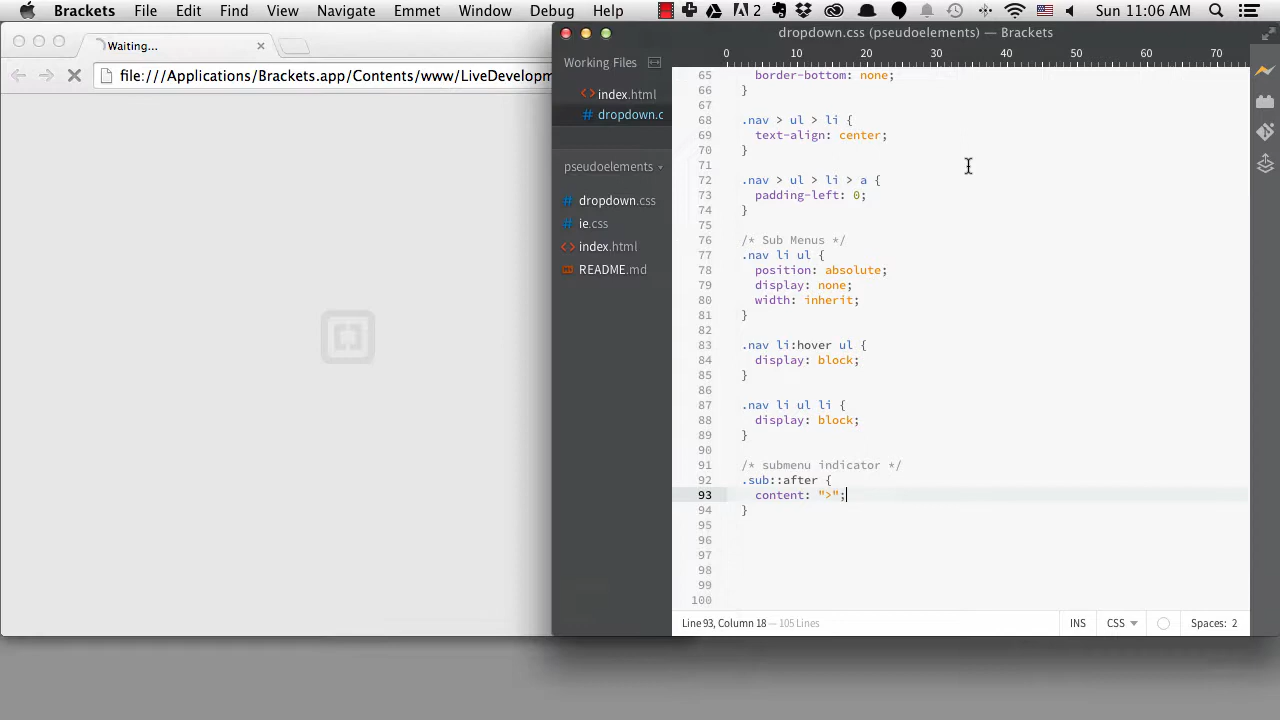 Brackets File Edit Find View Navigate Emmet Window Debug Help 2 Sun 11:06 AM
Waiting...
file:///Applications/Brackets.app/Contents/www/LiveDevelopm
dropdown.css (pseudoelements) — Brackets
Working Files
index.html
dropdown.c
pseudoelements
dropdown.css
ie.css
index.html
README.md
0 10 20 30 40 50 60 70
65 border-bottom: none;
66 }
67
68 .nav > ul > li {
69 text-align: center;
70 }
71
72 .nav > ul > li > a {
73 padding-left: 0;
74 }
75
76 /* Sub Menus */
77 .nav li ul {
78 position: absolute;
79 display: none;
80 width: inherit;
81 }
82
83 .nav li:hover ul {
84 display: block;
85 }
86
87 .nav li ul li {
88 display: block;
89 }
90
91 /* submenu indicator */
92 .sub::after {
93 content: ">";
94 }
95
96
97
98
99
100
Line 93, Column 18 — 105 Lines INS CSS Spaces: 2